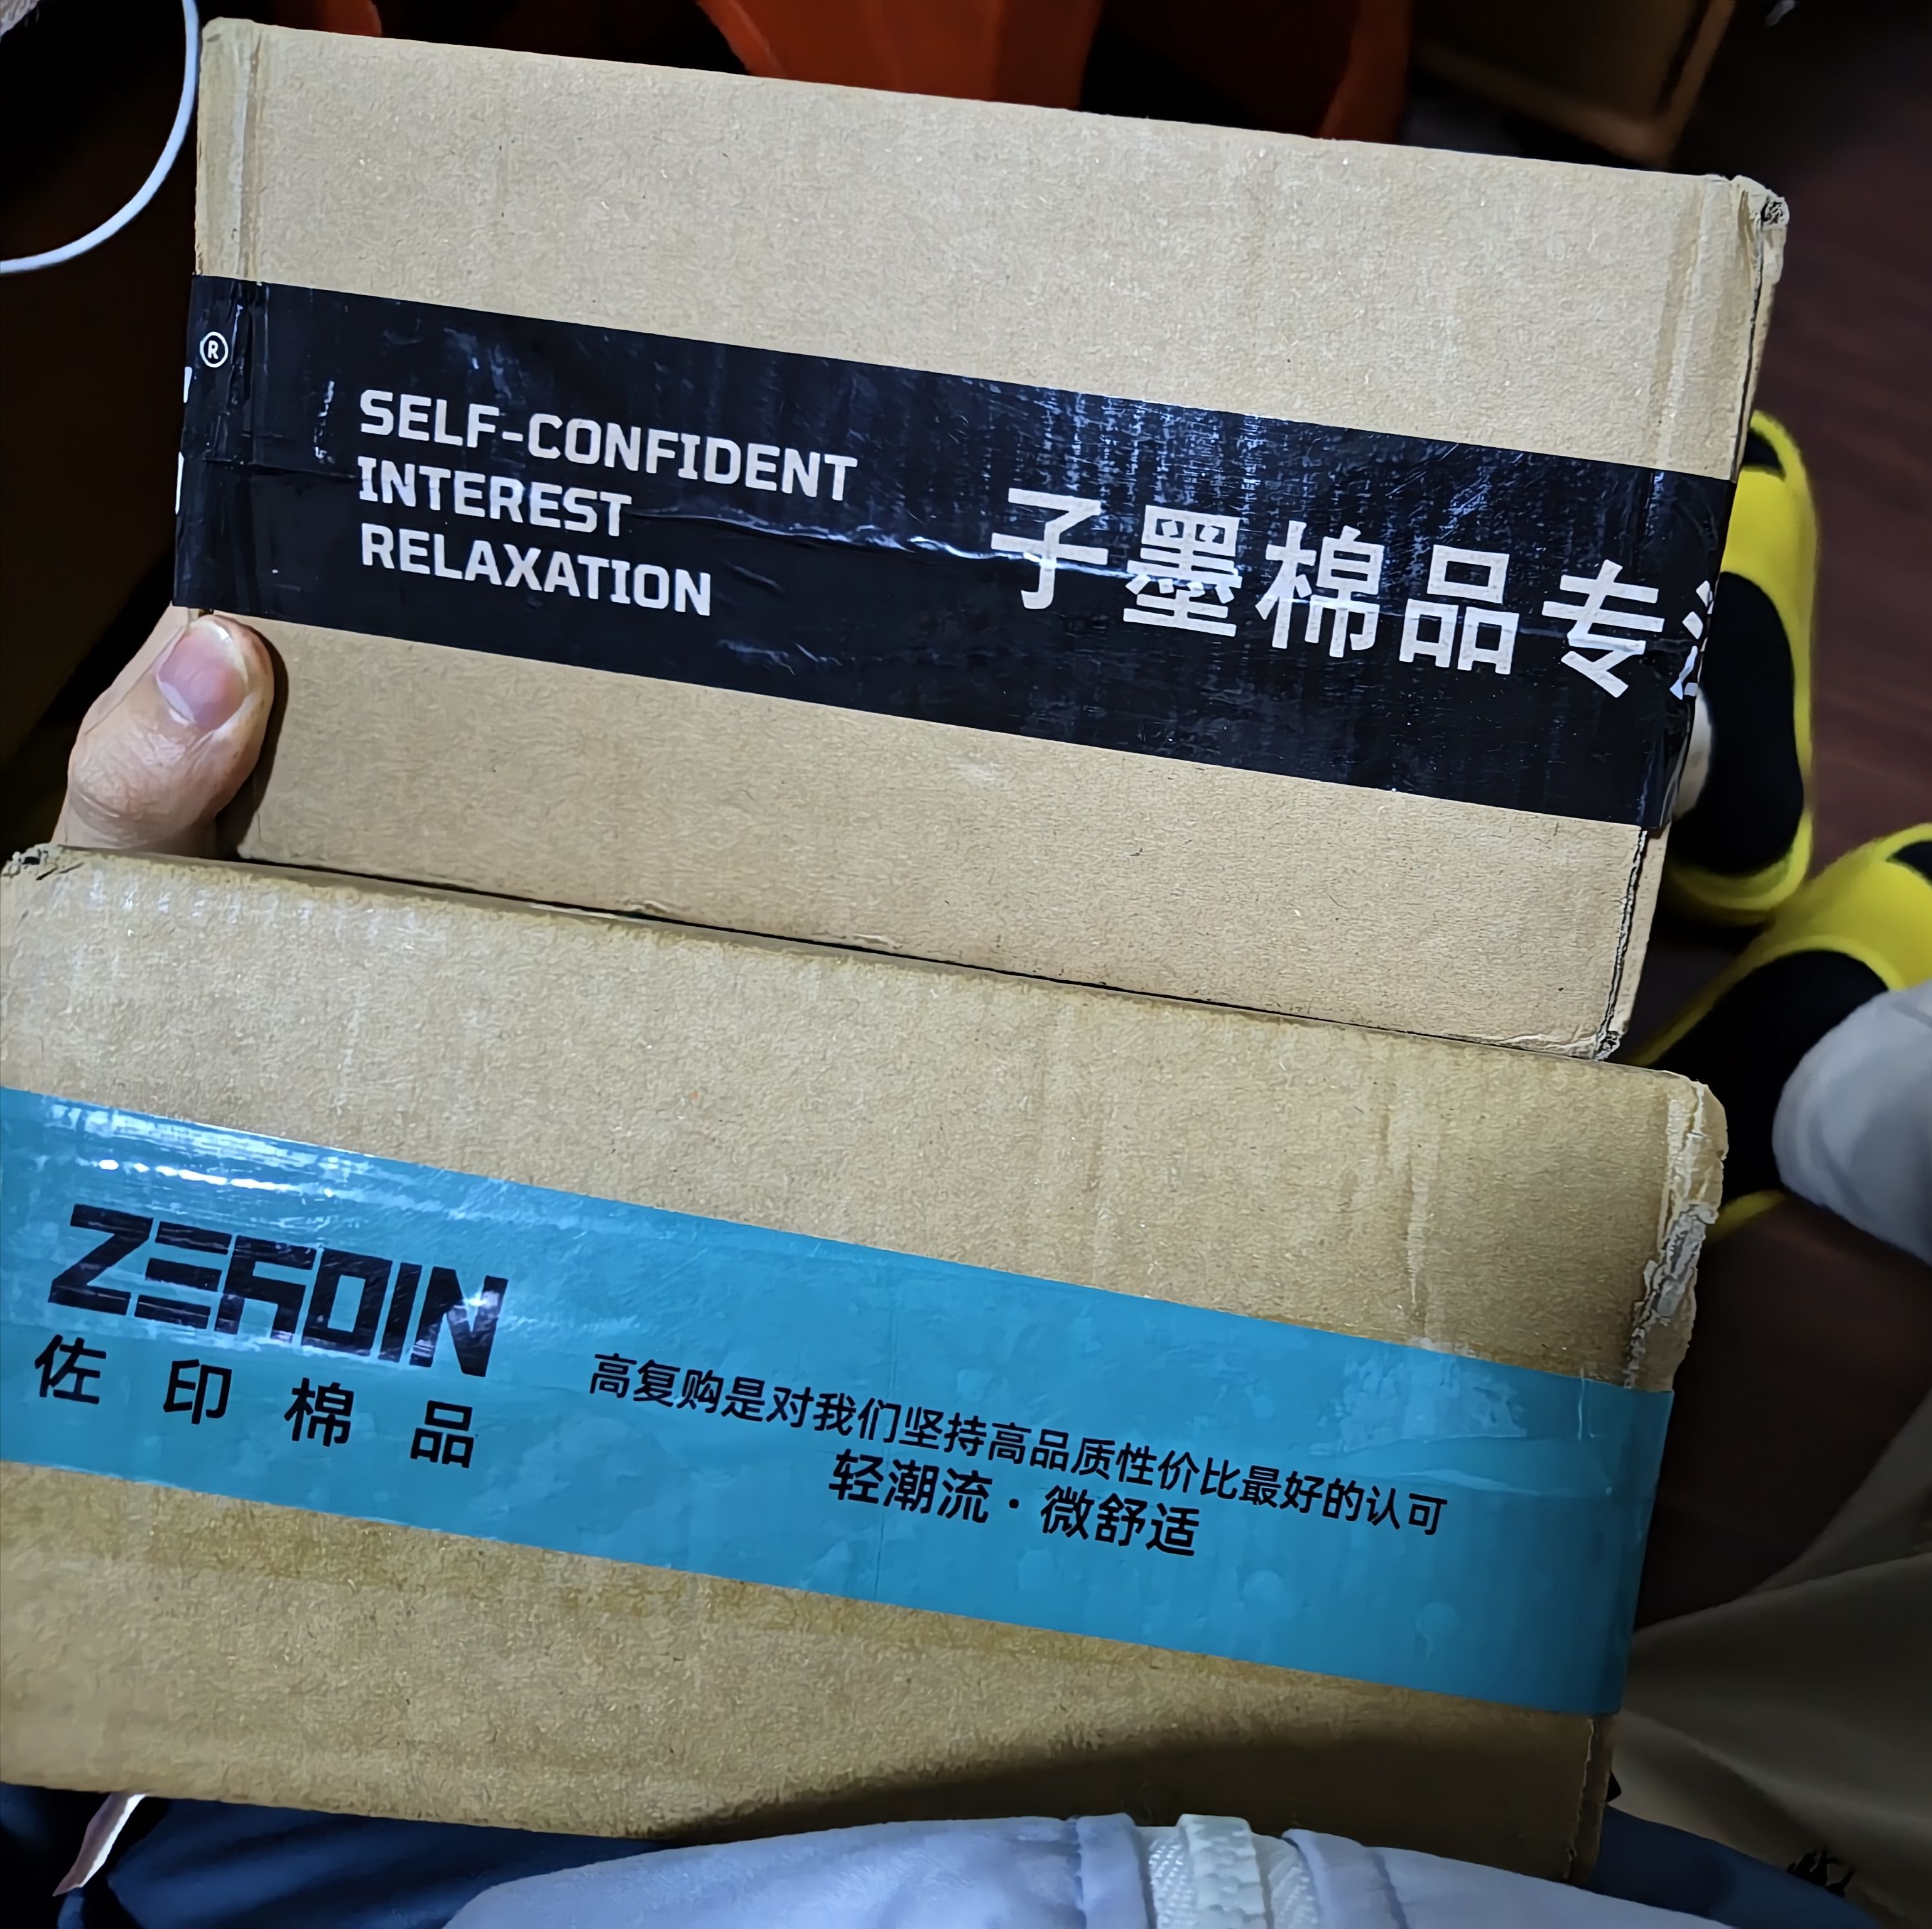 ®
SELF-CONFIDENT
INTEREST
RELAXATION
子墨棉品专
ZEROIN
佐印棉品
高复购是对我们坚持高品质性价比最好的认可
轻潮流·微舒适